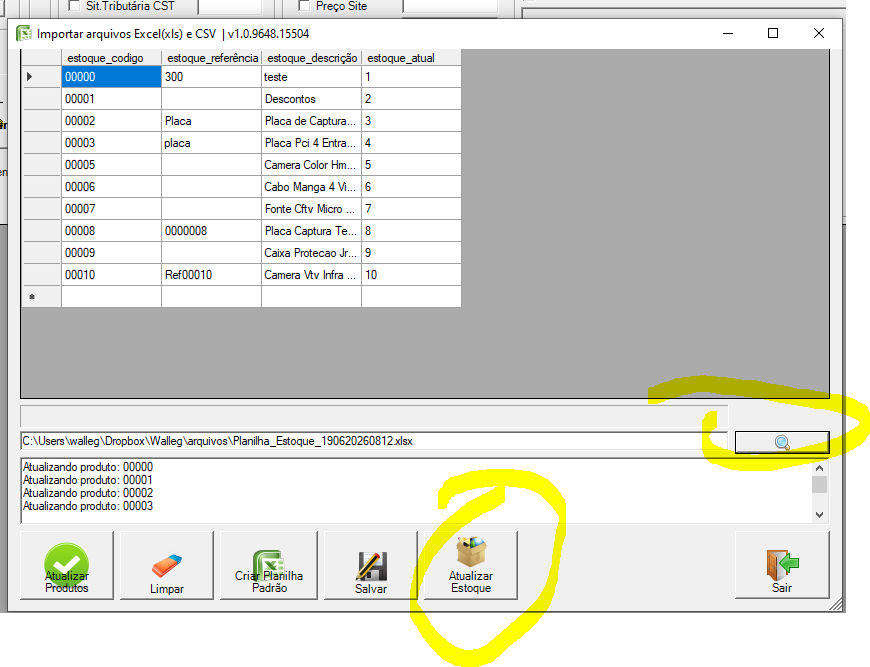 Sit.Tributária CST
Preço Site
Importar arquivos Excel(xls) e CSV | v1.0.9648.15504
estoque_codigo estoque_referência estoque_descrição estoque_atual
00000 300 teste 1
00001 Descontos 2
00002 Placa Placa de Captura... 3
00003 placa Placa Pci 4 Entra... 4
00005 Camera Color Hm... 5
00006 Cabo Manga 4 Vi... 6
00007 Fonte Cftv Micro ... 7
00008 0000008 Placa Captura Te... 8
00009 Caixa Protecao Jr... 9
00010 Ref00010 Camera Vtv Infra ... 10
C:\Users\walleg\Dropbox\Walleg\arquivos\Planilha_Estoque_190620260812.xlsx
Atualizando produto: 00000
Atualizando produto: 00001
Atualizando produto: 00002
Atualizando produto: 00003
Atualizar
Produtos
Limpar
Criar Planilha
Padrão
Salvar
Atualizar
Estoque
Sair